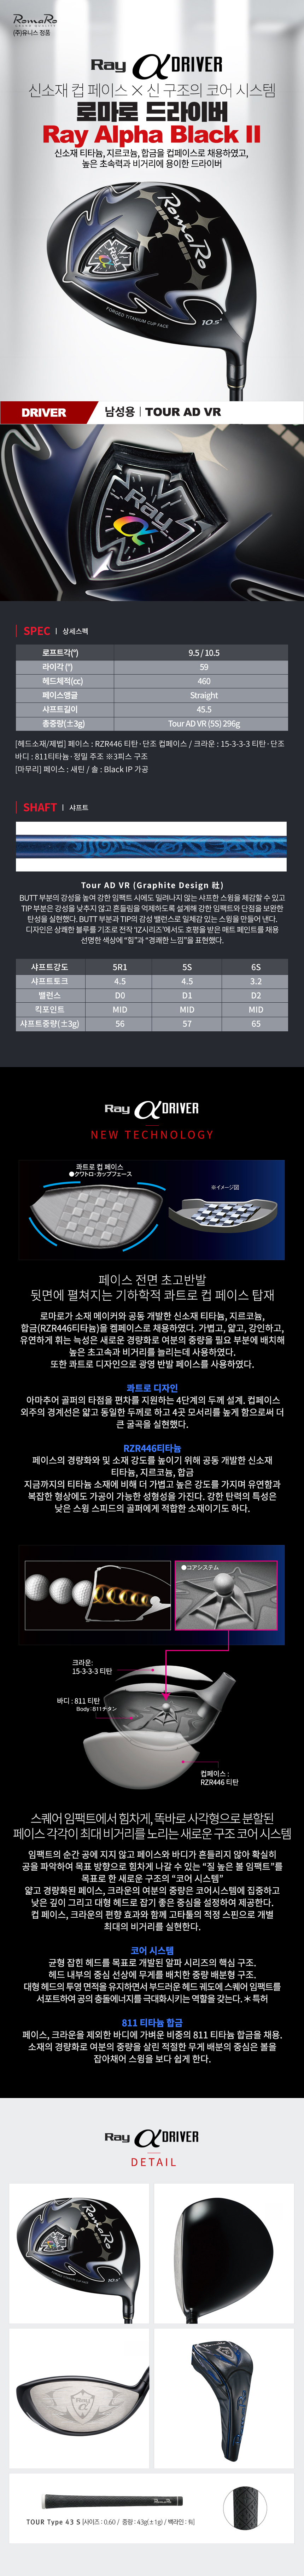 RomaRo
(주)유니스 정품
Ray α DRIVER
신소재 컵 페이스 × 신 구조의 코어 시스템
로마로 드라이버
Ray Alpha Black II
신소재 티타늄, 지르코늄, 합금을 컵페이스로 채용하였고,
높은 초속력과 비거리에 용이한 드라이버
RomaRo
Ray
FORGED TITANIUM CUP FACE
10.5°
DRIVER
남성용 | TOUR AD VR
Ray
SPEC | 상세스펙
로프트각(°) 9.5 / 10.5
라이각 (°) 59
헤드체적(cc) 460
페이스앵글 Straight
샤프트길이 45.5
총중량(±3g) Tour AD VR (5S) 296g
[헤드소재/제법] 페이스 : RZR446 티탄·단조 컵페이스 / 크라운 : 15-3-3-3 티탄·단조
바디 : 811티타늄·정밀 주조 ※3피스 구조
[마무리] 페이스 : 새틴 / 솔 : Black IP 가공
SHAFT | 샤프트
Tour AD VR (Graphite Design 社)
BUTT 부분의 강성을 높여 강한 임팩트 시에도 밀려나지 않는 샤프한 스윙을 체감할 수 있고
TIP 부분은 강성을 낮추지 않고 흔들림을 억제하도록 설계해 강한 임팩트와 단점을 보완한
탄성을 실현했다. BUTT 부분과 TIP의 강성 밸런스로 일체감 있는 스윙을 만들어 낸다.
디자인은 상쾌한 블루를 기조로 전작 'IZ시리즈'에서도 호평을 받은 매트 페인트를 채용
선명한 색상에 "힘"과 "경쾌한 느낌"을 표현했다.
샤프트강도 5R1 5S 6S
샤프트토크 4.5 4.5 3.2
밸런스 D0 D1 D2
킥포인트 MID MID MID
샤프트중량(±3g) 56 57 65
Ray α DRIVER
NEW TECHNOLOGY
콰트로 컵 페이스
●クワトロ·カップフェース
※イメージ図
페이스 전면 초고반발
뒷면에 펼쳐지는 기하학적 콰트로 컵 페이스 탑재
로마로가 소재 메이커와 공동 개발한 신소재 티타늄, 지르코늄,
합금(RZR446티타늄)을 컵페이스로 채용하였다. 가볍고, 얇고, 강인하고,
유연하게 휘는 녹성은 새로운 경량화로 여분의 중량을 필요 부분에 배치해
높은 초고속과 비거리를 늘리는데 사용하였다.
또한 콰트로 디자인으로 광영 반발 페이스를 사용하였다.
콰트로 디자인
아마추어 골퍼의 타점을 편차를 지원하는 4단계의 두께 설계. 컵페이스
외주의 경계선은 얇고 동일한 두께로 하고 4곳 모서리를 높게 함으로써 더
큰 굴곡을 실현했다.
RZR446티타늄
페이스의 경량화와 및 소재 강도를 높이기 위해 공동 개발한 신소재
티타늄, 지르코늄, 합금
지금까지의 티타늄 소재에 비해 더 가볍고 높은 강도를 가지며 유연함과
복잡한 형상에도 가공이 가능한 성형성을 가진다. 강한 탄력의 특성은
낮은 스윙 스피드의 골퍼에게 적합한 소재이기도 하다.
●コアシステム
크라운:
15-3-3-3 티탄
바디 : 811 티탄
Body: 811チタン
컵페이스 :
RZR446 티탄
스퀘어 임팩트에서 힘차게, 똑바로 사각형으로 분할된
페이스 각각이 최대 비거리를 노리는 새로운 구조 코어 시스템
임팩트의 순간 공에 지지 않고 페이스와 바디가 흔들리지 않아 확실히
공을 파악하여 목표 방향으로 힘차게 나갈 수 있는 "질 높은 볼 임팩트"를
목표로 한 새로운 구조의 "코어 시스템"
얇고 경량화된 페이스, 크라운의 여분의 중량은 코어시스템에 집중하고
낮은 깊이 그리고 대형 헤드로 잡기 좋은 중심을 설정하여 제공한다.
컵 페이스, 크라운의 편향 효과와 함께 고타톨의 적정 스핀으로 개별
최대의 비거리를 실현한다.
코어 시스템
균형 잡힌 헤드를 목표로 개발된 알파 시리즈의 핵심 구조.
헤드 내부의 중심 선상에 무게를 배치한 중량 배분형 구조.
대형 헤드의 투영 면적을 유지하면서 부드러운 헤드 궤도에 스퀘어 임팩트를
서포트하여 공의 충돌에너지를 극대화시키는 역할을 갖는다. ＊특허
811 티타늄 합금
페이스, 크라운을 제외한 바디에 가벼운 비중의 811 티타늄 합금을 채용.
소재의 경량화로 여분의 중량을 살린 적절한 무게 배분의 중심은 볼을
잡아채어 스윙을 보다 쉽게 한다.
Ray α DRIVER
DETAIL
RomaRo
10.5°
Ray
α
TOUR Type 43 S [사이즈 : 0.60 / 중량 : 43g(±1g) / 백라인 : 有]